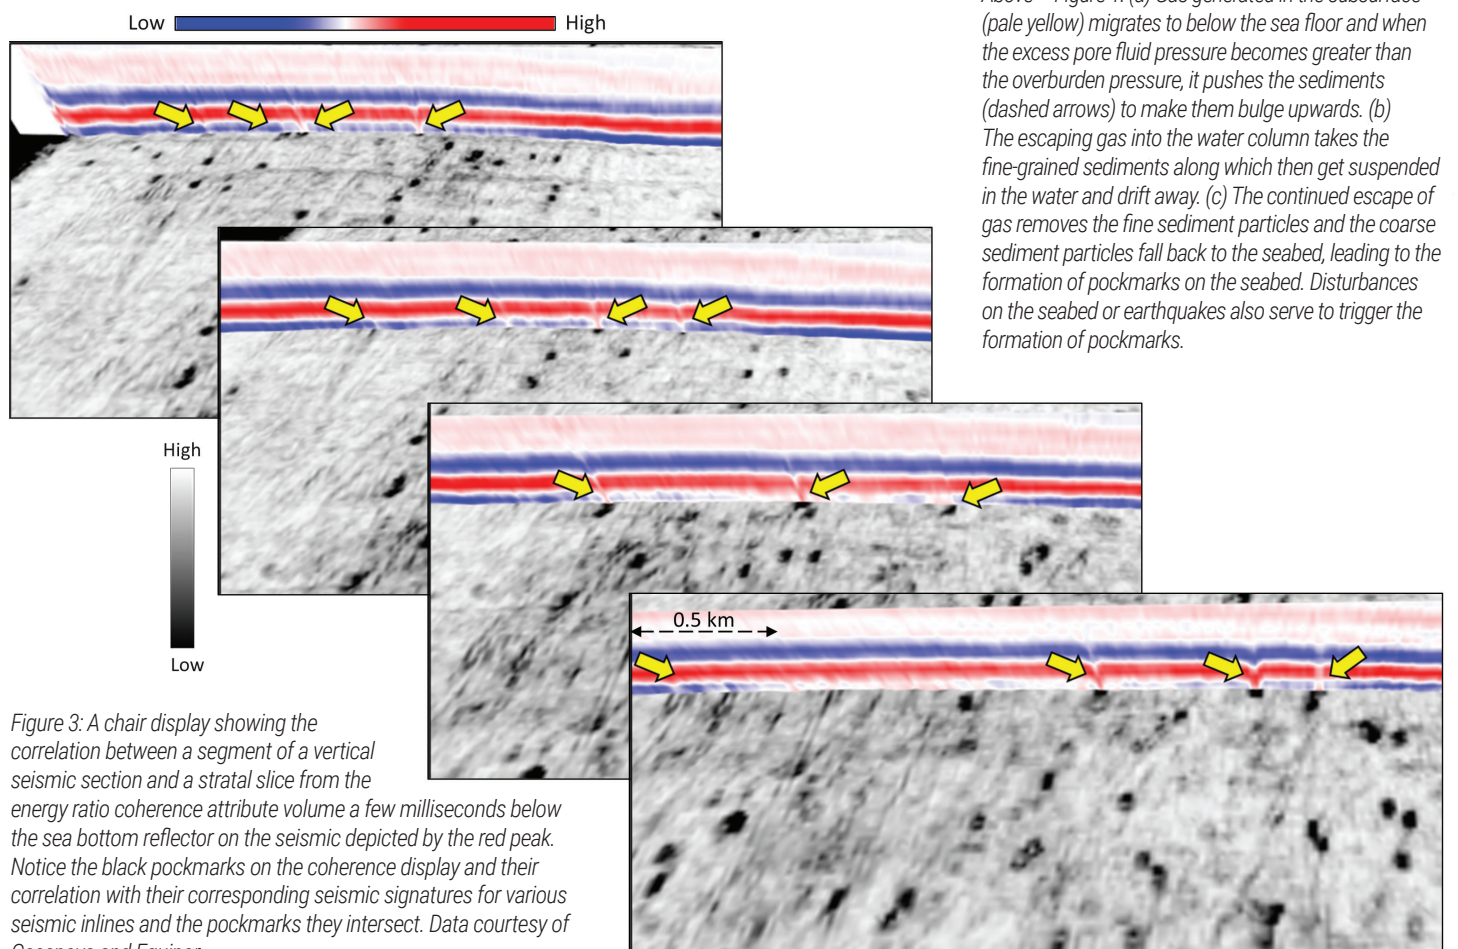 Low High
(pale yellow) migrates to below the sea floor and when
the excess pore fluid pressure becomes greater than
the overburden pressure, it pushes the sediments
(dashed arrows) to make them bulge upwards. (b)
The escaping gas into the water column takes the
fine-grained sediments along which then get suspended
in the water and drift away. (c) The continued escape of
gas removes the fine sediment particles and the coarse
sediment particles fall back to the seabed, leading to the
formation of pockmarks on the seabed. Disturbances
on the seabed or earthquakes also serve to trigger the
formation of pockmarks.
High
Low
0.5 km
Figure 3: A chair display showing the
correlation between a segment of a vertical
seismic section and a stratal slice from the
energy ratio coherence attribute volume a few milliseconds below
the sea bottom reflector on the seismic depicted by the red peak.
Notice the black pockmarks on the coherence display and their
correlation with their corresponding seismic signatures for various
seismic inlines and the pockmarks they intersect. Data courtesy of